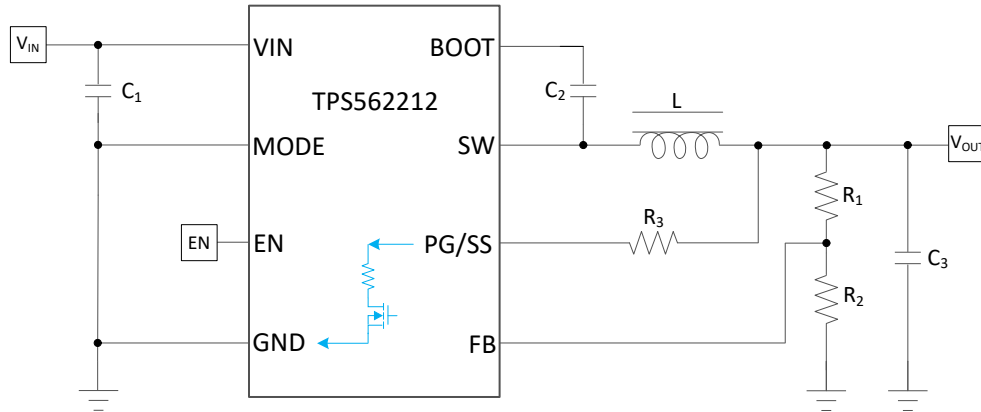 VIN
VIN
BOOT
C1
TPS562212
C2
L
MODE
SW
VOUT
R1
EN
EN
PG/SS
R3
C3
R2
GND
FB